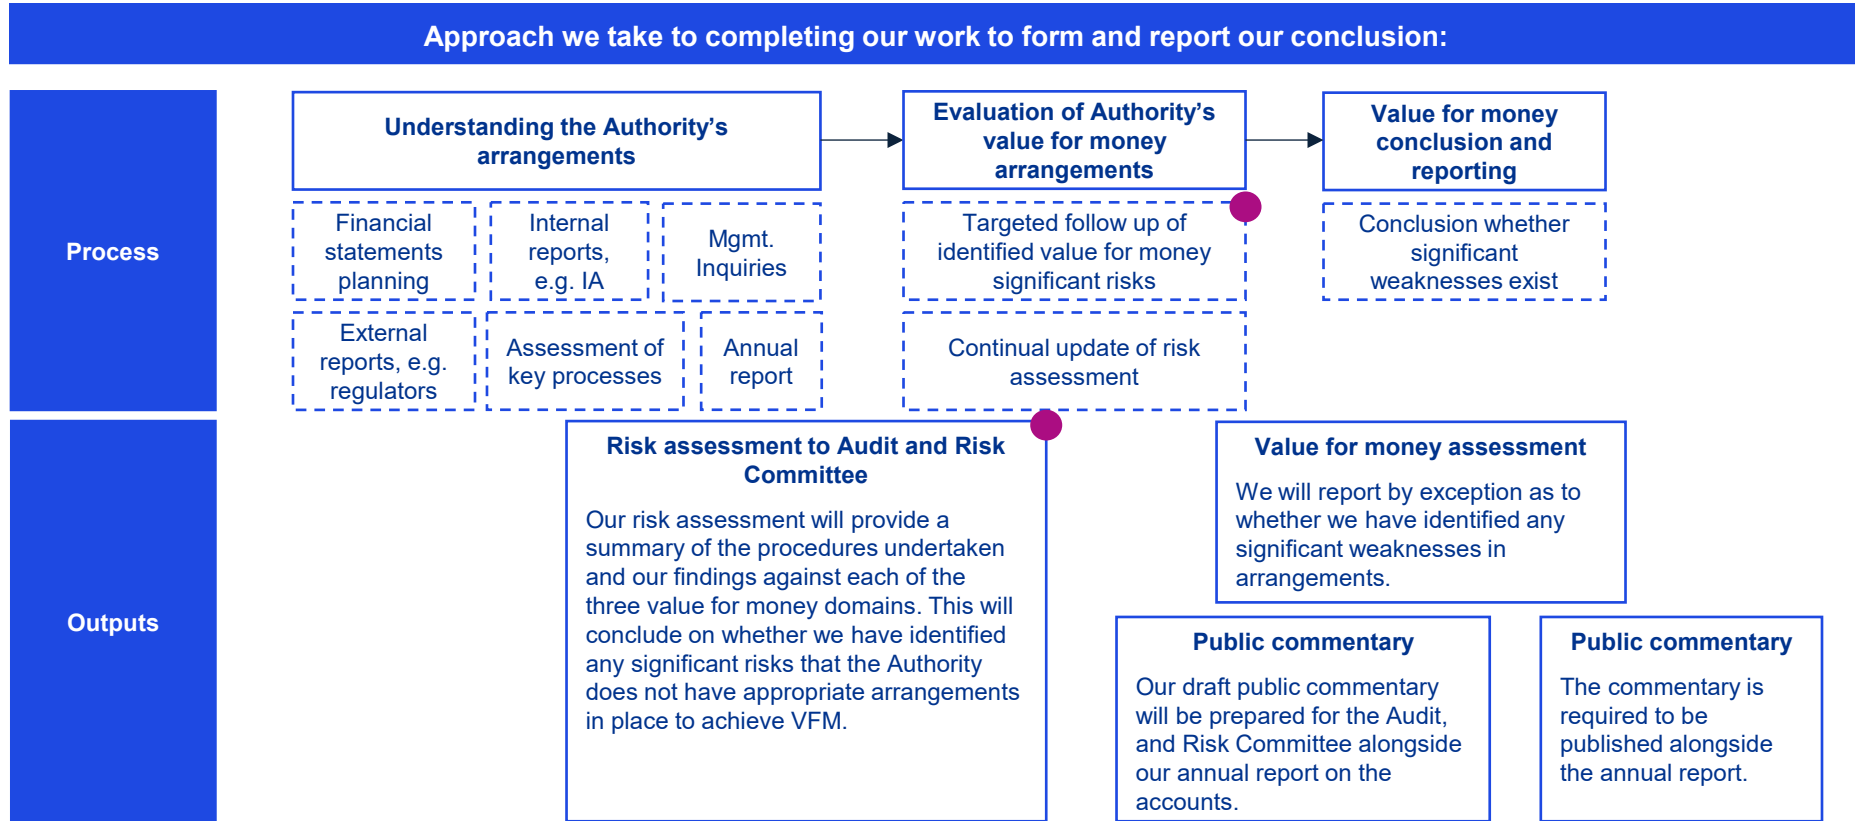 Approach we take to completing our work to form and report our conclusion:
Process
Understanding the Authority's
arrangements
Financial
statements
planning
Internal
reports,
e.g. IA
Mgmt.
Inquiries
External
reports, e.g.
regulators
Assessment of
key processes
Annual
report
Evaluation of Authority's
value for money
arrangements
Targeted follow up of
identified value for money
significant risks
Continual update of risk
assessment
Value for money
conclusion and
reporting
Conclusion whether
significant
weaknesses exist
Outputs
Risk assessment to Audit and Risk
Committee
Our risk assessment will provide a
summary of the procedures undertaken
and our findings against each of the
three value for money domains. This will
conclude on whether we have identified
any significant risks that the Authority
does not have appropriate arrangements
in place to achieve VFM.
Value for money assessment
We will report by exception as to
whether we have identified any
significant weaknesses in
arrangements.
Public commentary
Our draft public commentary
will be prepared for the Audit,
and Risk Committee alongside
our annual report on the
accounts.
Public commentary
The commentary is
required to be
published alongside
the annual report.